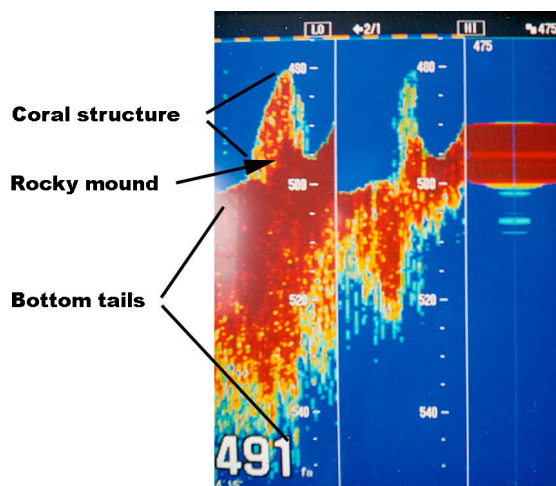 LO 2/1 HI 475
475
480 480
Coral structure
Rocky mound
500 500
Bottom tails
520 520
540 540
491 fm